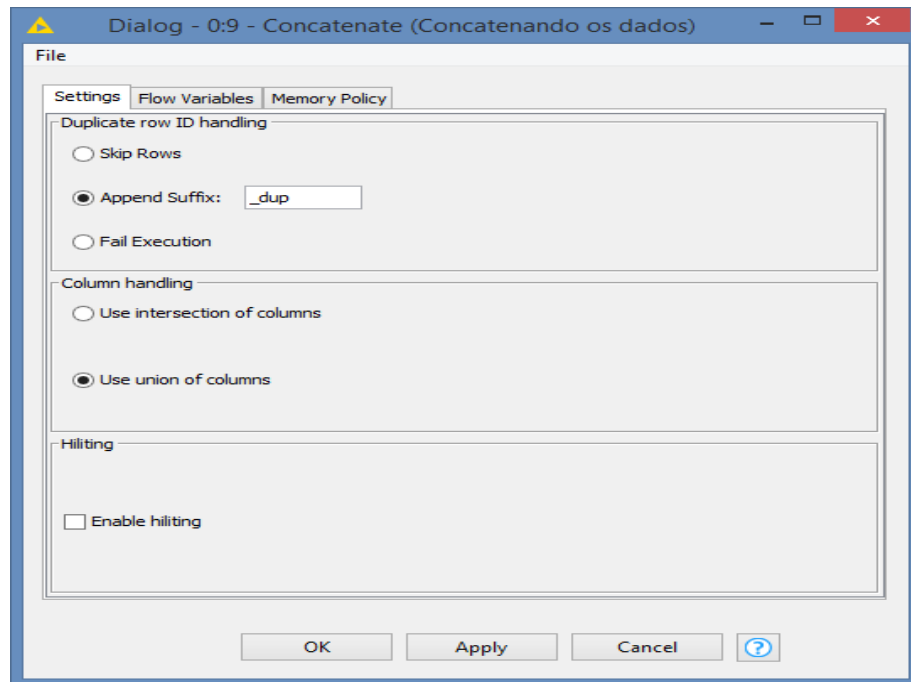 Dialog - 0:9 - Concatenate (Concatenando os dados)
File
Settings Flow Variables Memory Policy
Duplicate row ID handling
Skip Rows
Append Suffix: _dup
Fail Execution
Column handling
Use intersection of columns
Use union of columns
Hiliting
Enable hiliting
OK Apply Cancel ?